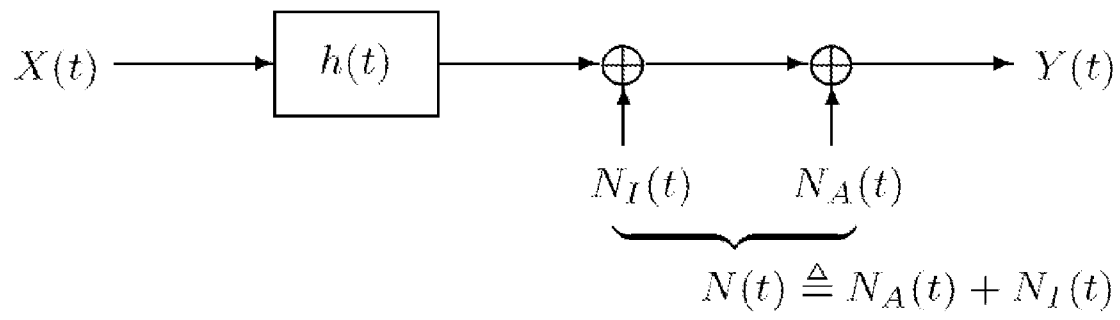 X(t) h(t) Y(t)
N_I(t) N_A(t)
N(t) ≜ N_A(t) + N_I(t)